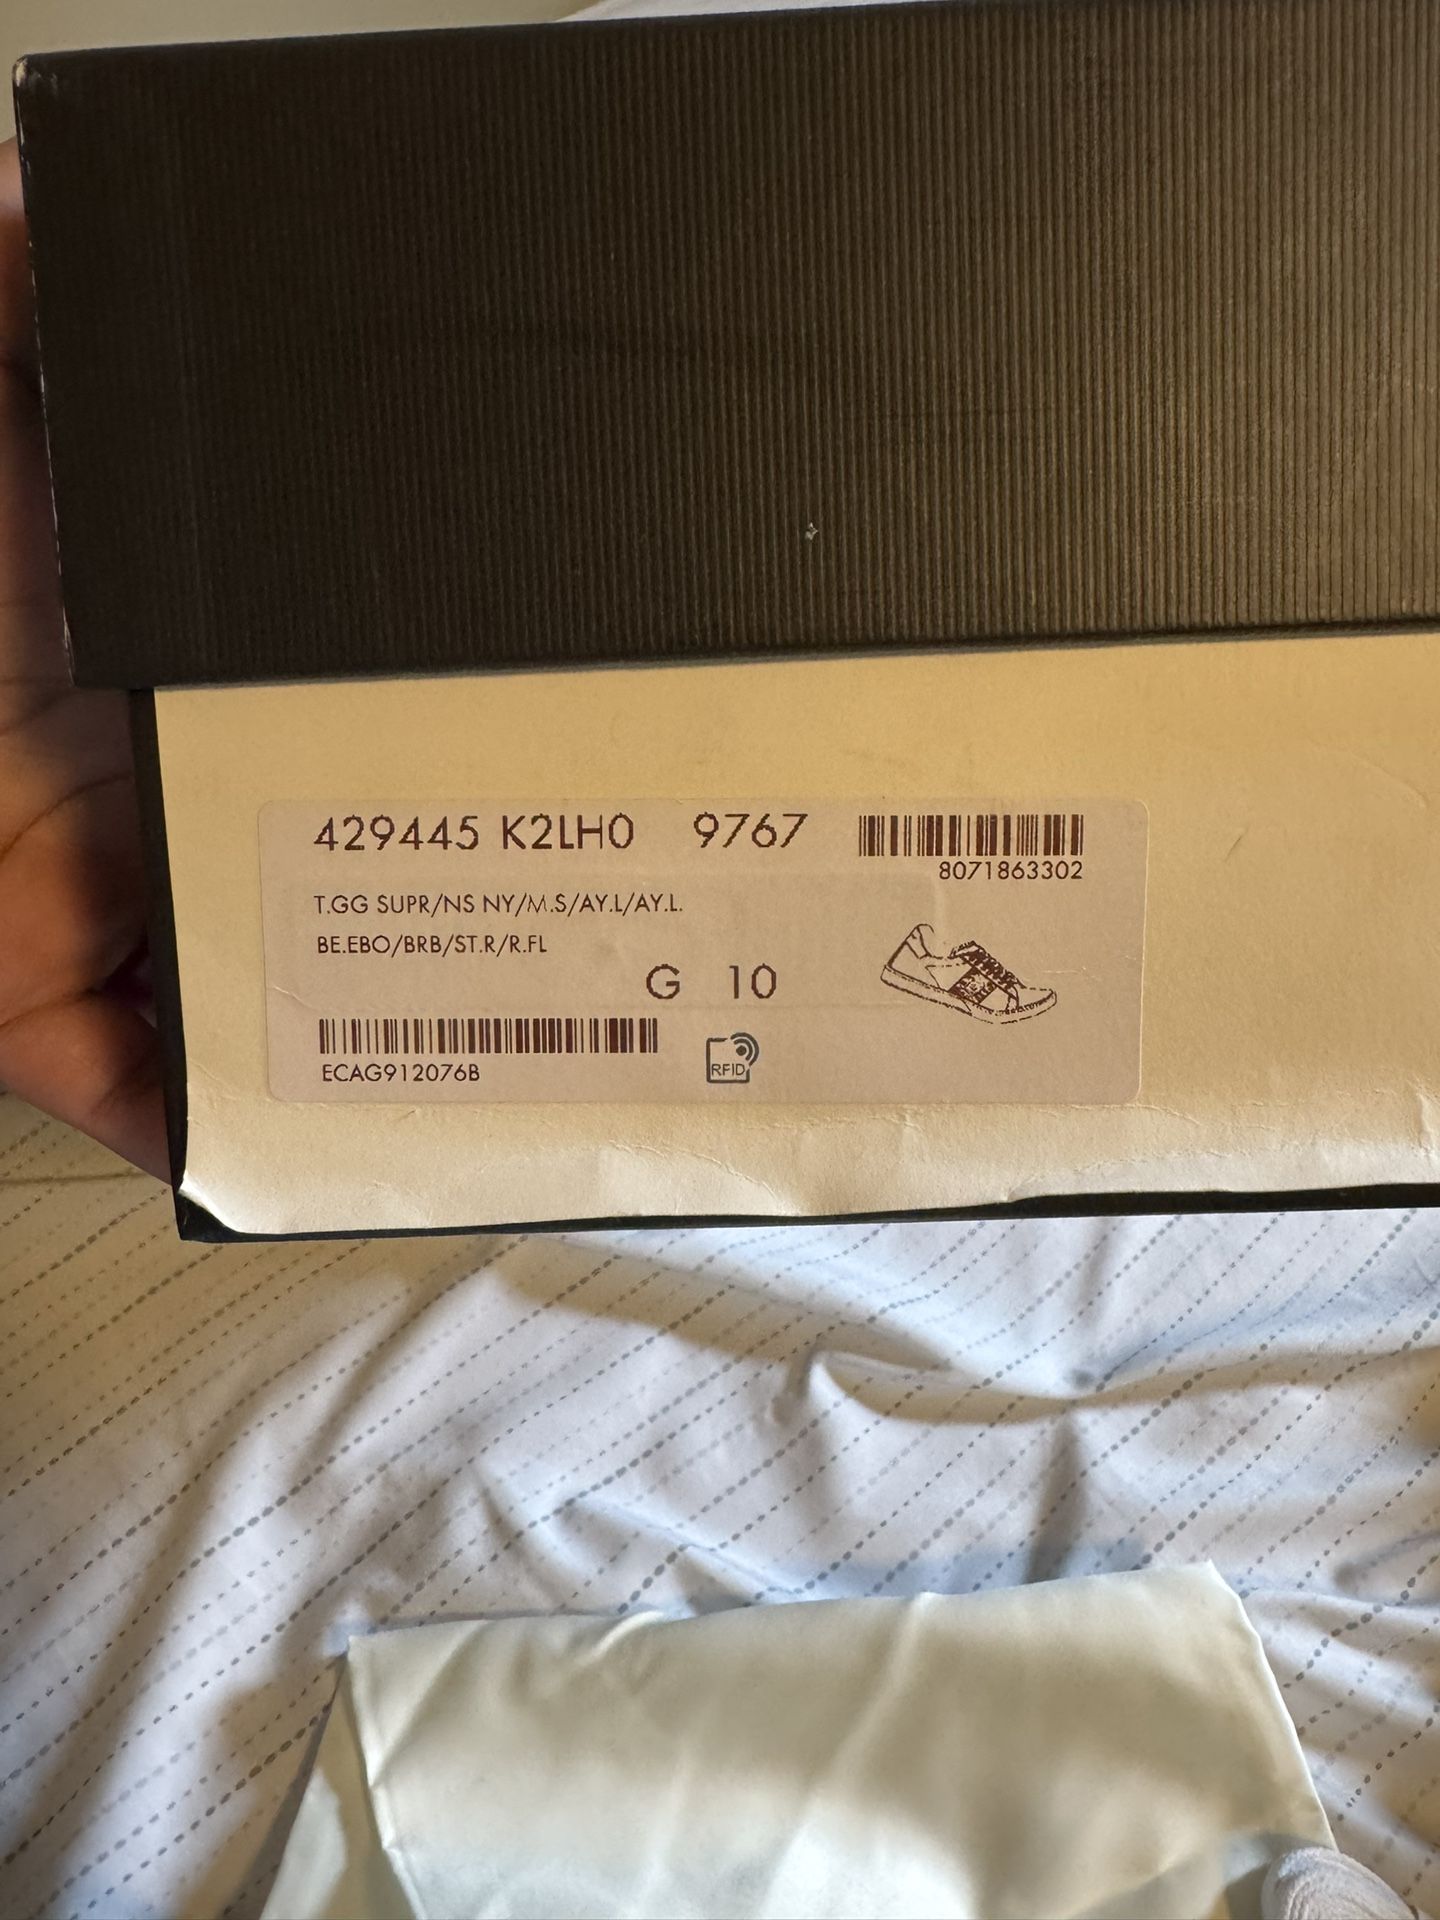 429445 K2LH0 9767
8071863302
T.GG SUPR/NS NY/M.S/AY.L/AY.L.
BE.EBO/BRB/ST.R/R.FL
G 10
ECAG912076B
RFID